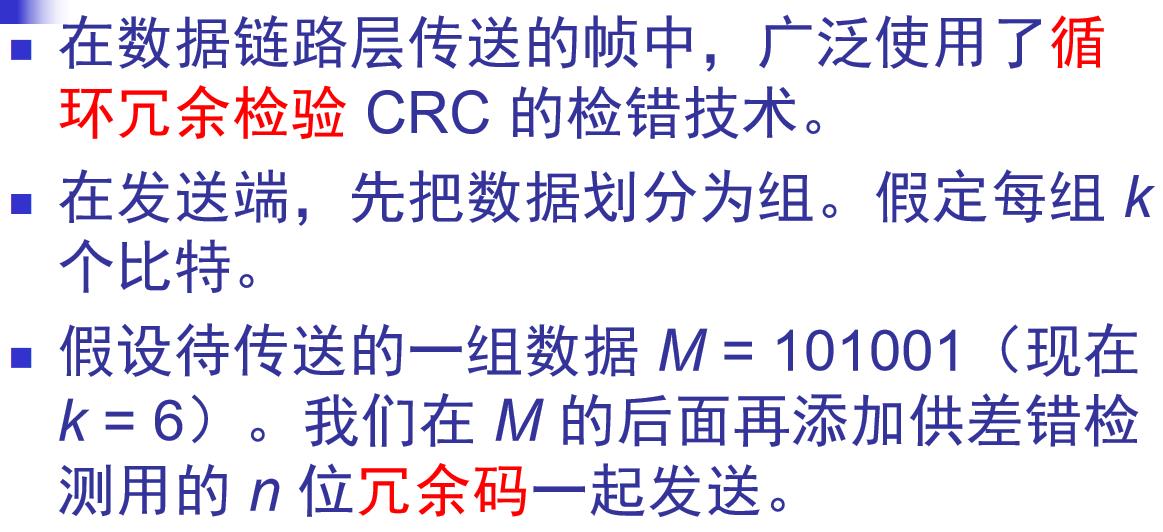 在数据链路层传送的帧中，广泛使用了循
环冗余检验 CRC 的检错技术。
在发送端，先把数据划分为组。假定每组 k
个比特。
假设待传送的一组数据 M = 101001（现在
k = 6）。我们在 M 的后面再添加供差错检
测用的 n 位冗余码一起发送。